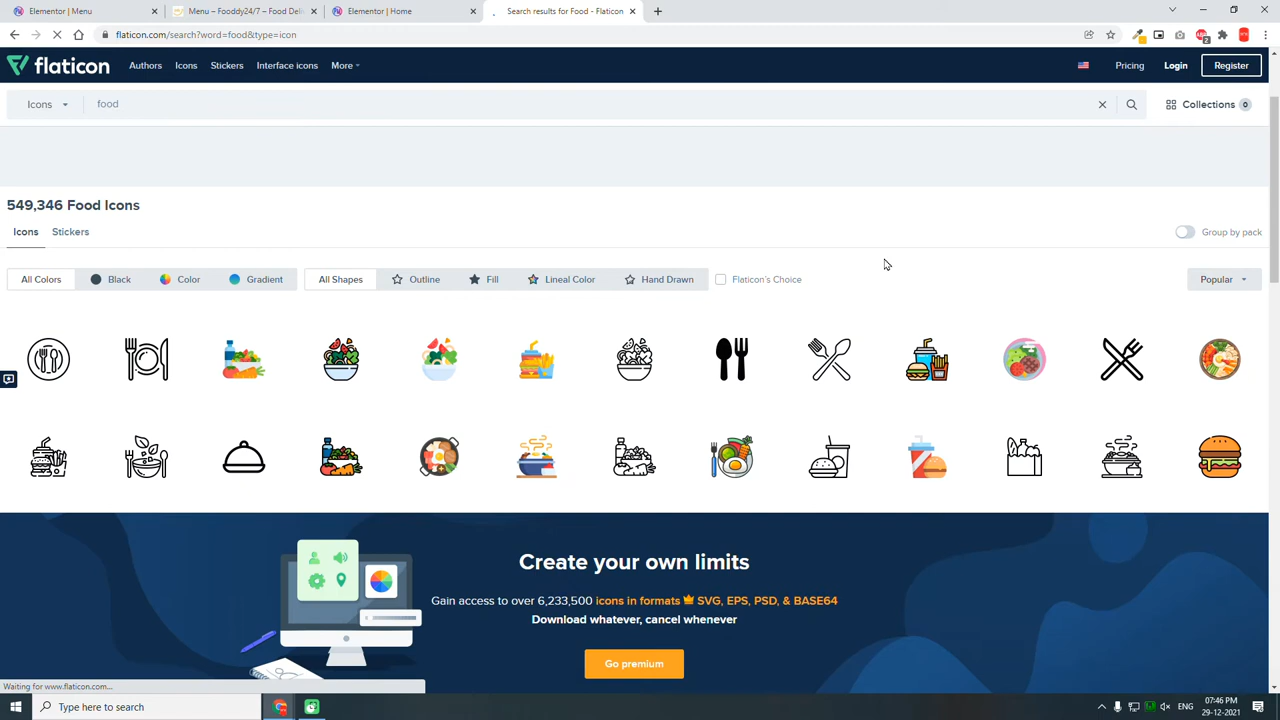 Elementor | Menu
Menu – Fooddy24/7 – Food Deli
Elementor | Home
Search results for Food - Flaticon
flaticon.com/search?word=food&type=icon
2
flaticon
Authors
Icons
Stickers
Interface icons
More
Pricing
Login
Register
Icons
food
Collections
0
549,346 Food Icons
Icons
Stickers
Group by pack
All Colors
Black
Color
Gradient
All Shapes
Outline
Fill
Lineal Color
Hand Drawn
Flaticon's Choice
Popular
Create your own limits
Gain access to over 6,233,500 icons in formats SVG, EPS, PSD, & BASE64
Download whatever, cancel whenever
Go premium
Waiting for www.flaticon.com...
Type here to search
ENG
07:46 PM
29-12-2021